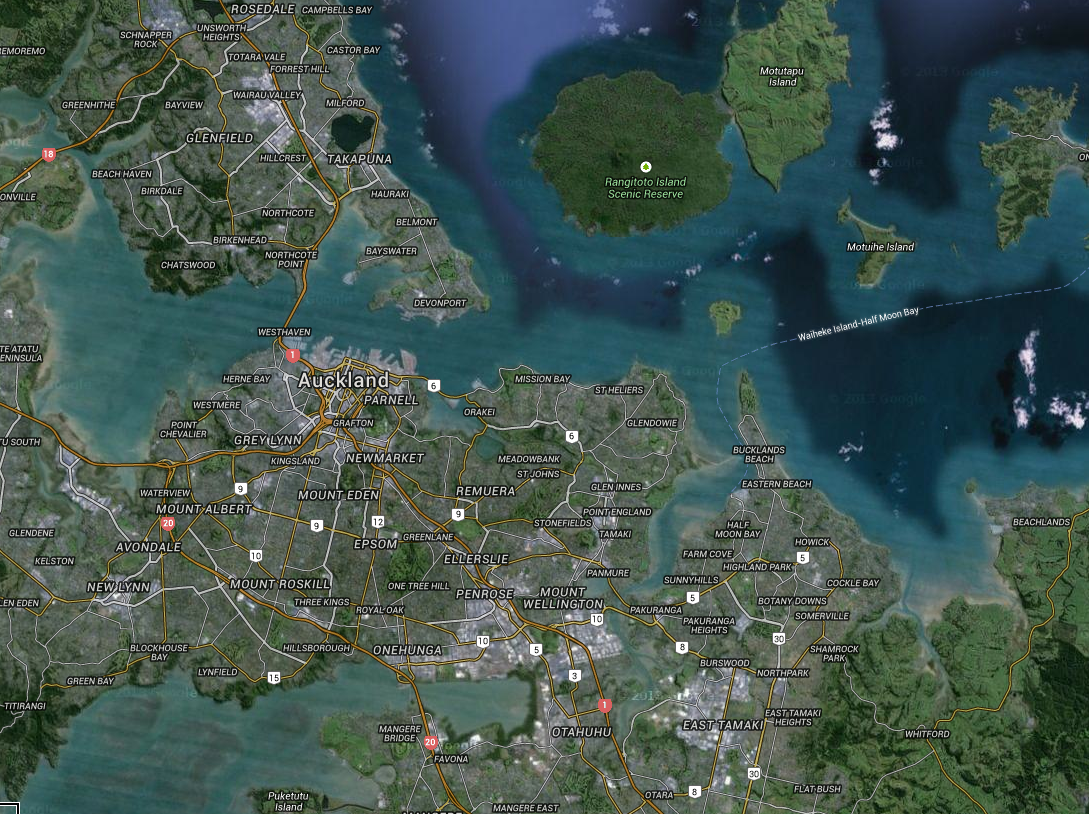 ROSEDALE
CAMPBELLS BAY
SCHNAPPER
ROCK
UNSWORTH
HEIGHTS
CASTOR BAY
TOTARA VALE
FORREST HILL
GREENHITHE
BAYVIEW
WAIRAU VALLEY
MILFORD
Motutapu
Island
GLENFIELD
18
HILLCREST
TAKAPUNA
BEACH HAVEN
BIRKDALE
HAURAKI
Rangitoto Island
Scenic Reserve
NORTHCOTE
BELMONT
BIRKENHEAD
BAYSWATER
NORTHCOTE
POINT
CHATSWOOD
Motuihe Island
DEVONPORT
WESTHAVEN
Waiheke Island-Half Moon Bay
1
HERNE BAY
Auckland
6
MISSION BAY
ST HELIERS
WESTMERE
PARNELL
ORAKEI
POINT
CHEVALIER
GRAFTON
GLENDOWIE
GREY LYNN
6
KINGSLAND
NEWMARKET
MEADOWBANK
BUCKLANDS
BEACH
ST JOHNS
WATERVIEW
9
MOUNT EDEN
REMUERA
GLEN INNES
EASTERN BEACH
MOUNT ALBERT
9
POINT ENGLAND
20
9
12
STONEFIELDS
BEACHLANDS
GLENDENE
GREENLANE
TAMAKI
HALF
MOON BAY
AVONDALE
EPSOM
HOWICK
KELSTON
10
ELLERSLIE
FARM COVE
5
HIGHLAND PARK
PANMURE
NEW LYNN
MOUNT ROSKILL
ONE TREE HILL
PENROSE
MOUNT
WELLINGTON
SUNNYHILLS
COCKLE BAY
THREE KINGS
ROYAL OAK
5
BOTANY DOWNS
PAKURANGA
SOMERVILLE
10
PAKURANGA
HEIGHTS
BLOCKHOUSE
BAY
HILLSBOROUGH
ONEHUNGA
10
5
8
30
SHAMROCK
PARK
LYNFIELD
15
3
BURSWOOD
NORTHPARK
GREEN BAY
TITIRANGI
1
EAST TAMAKI
HEIGHTS
MANGERE
BRIDGE
20
OTAHUHU
EAST TAMAKI
WHITFORD
FAVONA
30
Puketutu
Island
OTARA
8
FLAT BUSH
MANGERE EAST